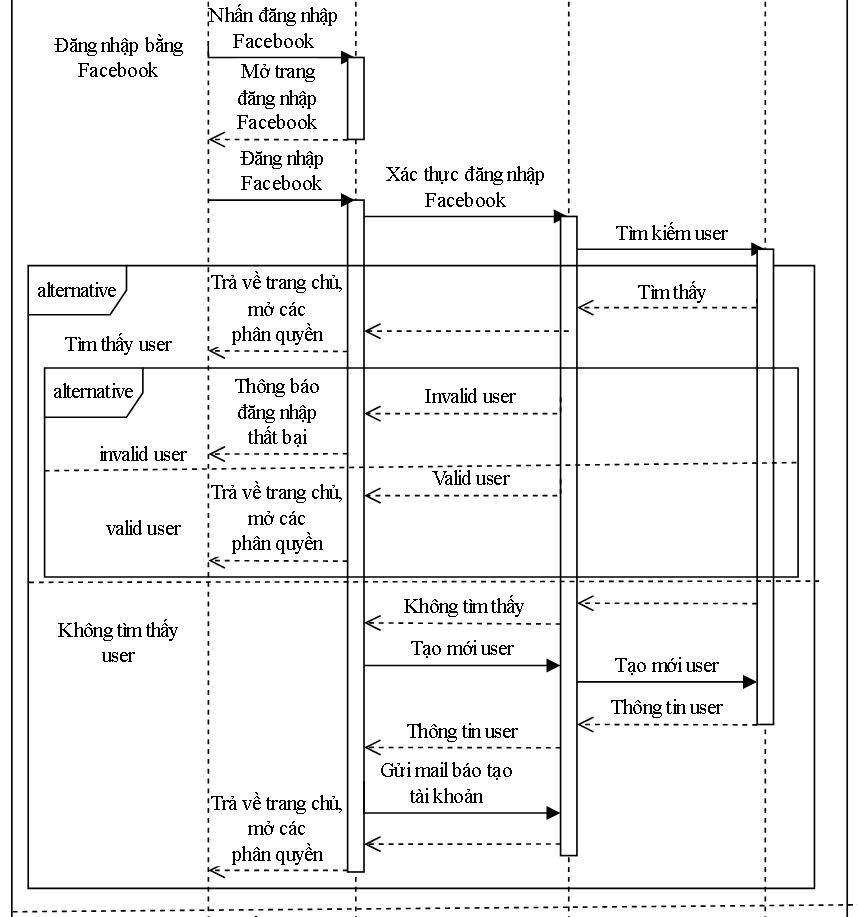 Nhấn đăng nhập
Facebook
Đăng nhập bằng
Facebook
Mở trang
đăng nhập
Facebook
Đăng nhập
Facebook
Xác thực đăng nhập
Facebook
Tìm kiếm user
alternative
Trả về trang chủ,
mở các
phân quyền
Tìm thấy
Tìm thấy user
alternative
Thông báo
đăng nhập
thất bại
Invalid user
invalid user
Valid user
Trả về trang chủ,
mở các
phân quyền
valid user
Không tìm thấy
Không tìm thấy
user
Tạo mới user
Tạo mới user
Thông tin user
Thông tin user
Gửi mail báo tạo
tài khoản
Trả về trang chủ,
mở các
phân quyền